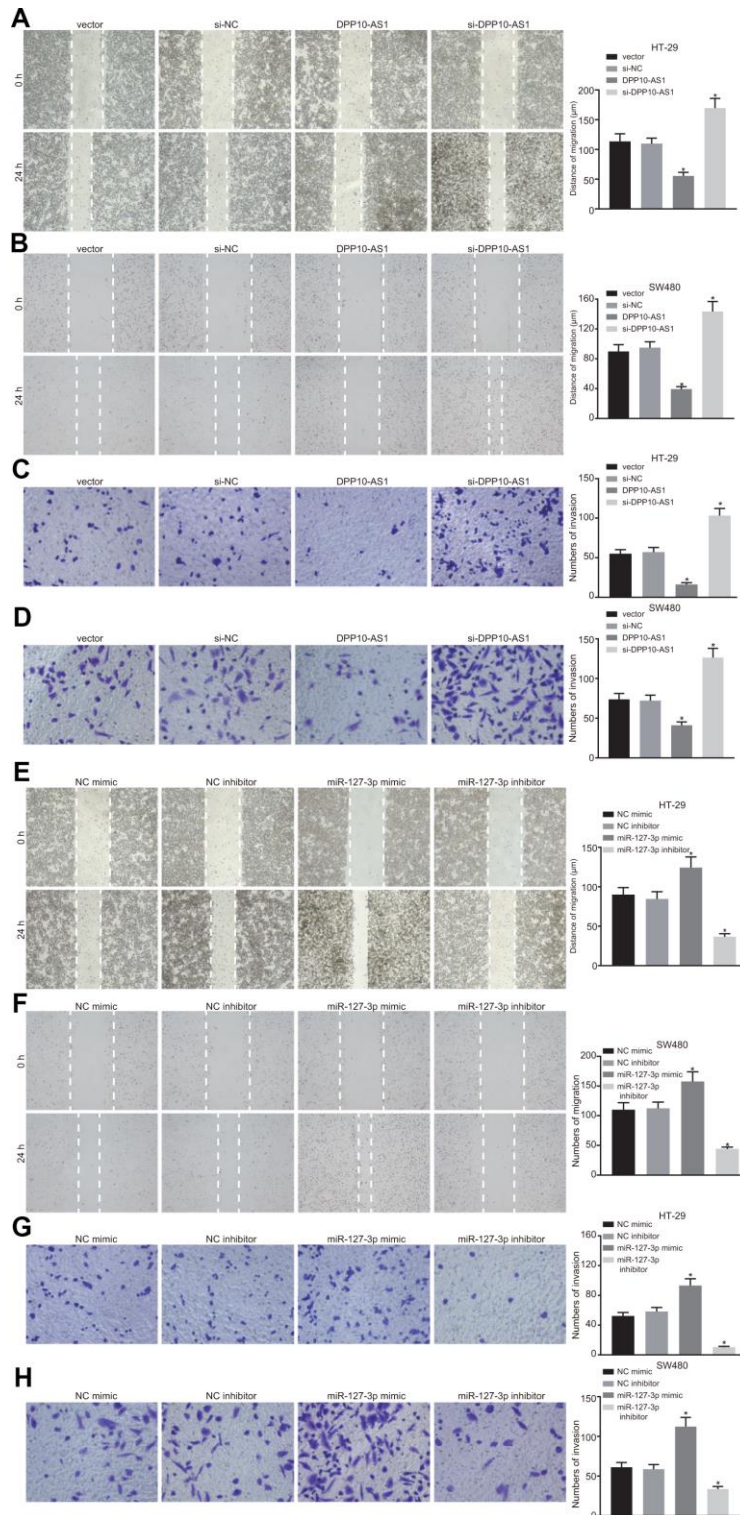 A
vector si-NC DPP10-AS1 si-DPP10-AS1
0 h
24 h
HT-29
vector
si-NC
DPP10-AS1
si-DPP10-AS1
Distance of migration (μm)
200
150
100
50
0
*
*
B
vector si-NC DPP10-AS1 si-DPP10-AS1
0 h
24 h
SW480
vector
si-NC
DPP10-AS1
si-DPP10-AS1
Distance of migration (μm)
160
120
80
40
0
*
*
C
vector si-NC DPP10-AS1 si-DPP10-AS1
HT-29
vector
si-NC
DPP10-AS1
si-DPP10-AS1
Numbers of invasion
150
100
50
0
*
*
D
vector si-NC DPP10-AS1 si-DPP10-AS1
SW480
vector
si-NC
DPP10-AS1
si-DPP10-AS1
Numbers of invasion
150
100
50
0
*
*
E
NC mimic NC inhibitor miR-127-3p mimic miR-127-3p inhibitor
0 h
24 h
HT-29
NC mimic
NC inhibitor
miR-127-3p mimic
miR-127-3p inhibitor
Distance of migration (μm)
200
150
100
50
0
*
*
F
NC mimic NC inhibitor miR-127-3p mimic miR-127-3p inhibitor
0 h
24 h
SW480
NC mimic
NC inhibitor
miR-127-3p mimic
miR-127-3p
inhibitor
Numbers of migration
200
150
100
50
0
*
*
G
NC mimic NC inhibitor miR-127-3p mimic miR-127-3p inhibitor
HT-29
NC mimic
NC inhibitor
miR-127-3p mimic
miR-127-3p
inhibitor
Numbers of invasion
160
120
80
40
0
*
*
H
NC mimic NC inhibitor miR-127-3p mimic miR-127-3p inhibitor
SW480
NC mimic
NC inhibitor
miR-127-3p mimic
miR-127-3p
inhibitor
Numbers of invasion
150
100
50
0
*
*